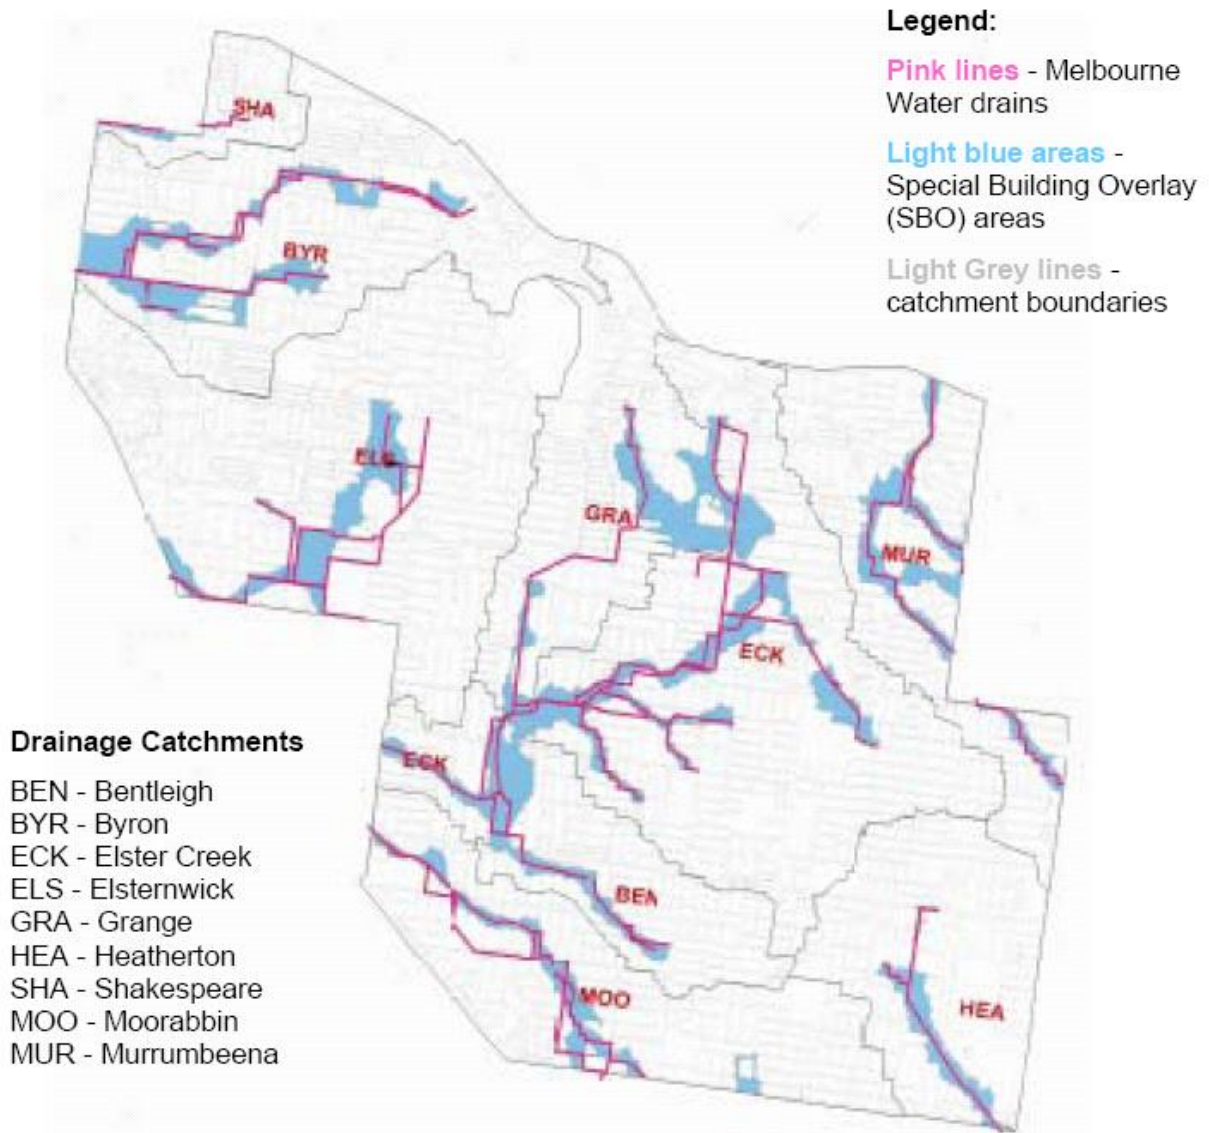 Legend:
Pink lines - Melbourne
Water drains
Light blue areas -
Special Building Overlay
(SBO) areas
Light Grey lines -
catchment boundaries
SHA
BYR
ELS
GRA
MUR
ECK
ECK
BEN
MOO
HEA
Drainage Catchments
BEN - Bentleigh
BYR - Byron
ECK - Elster Creek
ELS - Elsternwick
GRA - Grange
HEA - Heatherton
SHA - Shakespeare
MOO - Moorabbin
MUR - Murrumbeena